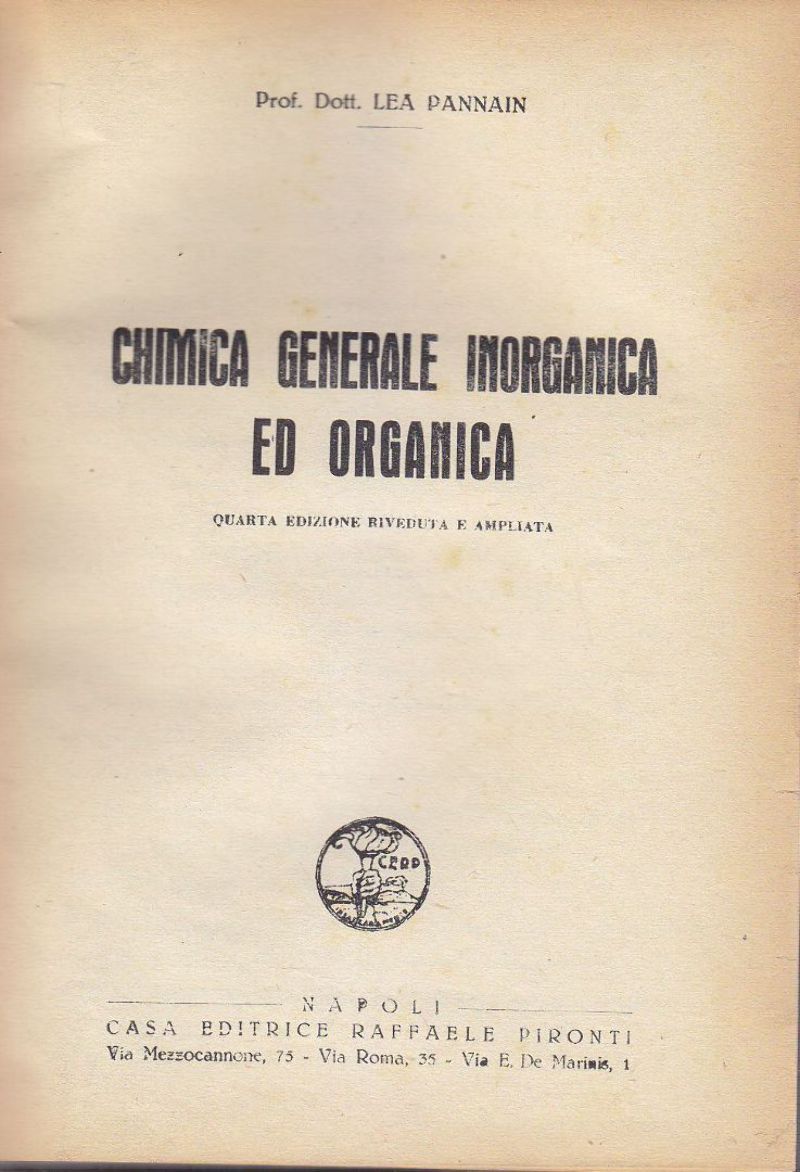 Prof. Dott. LEA PANNAIN
CHIMICA GENERALE INORGANICA
ED ORGANICA
QUARTA EDIZIONE RIVEDUTA E AMPLIATA
C.E.R.P.
NAPOLI
CASA EDITRICE RAFFAELE PIRONTI
Via Mezzocannone, 75 - Via Roma, 35 - Via E. De Marinis, 1